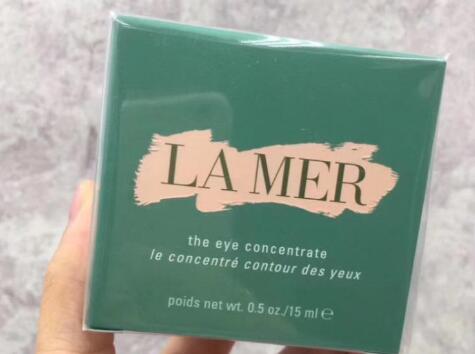 LA MER
the eye concentrate
le concentré contour des yeux
poids net wt. 0.5 oz./15 ml ℮